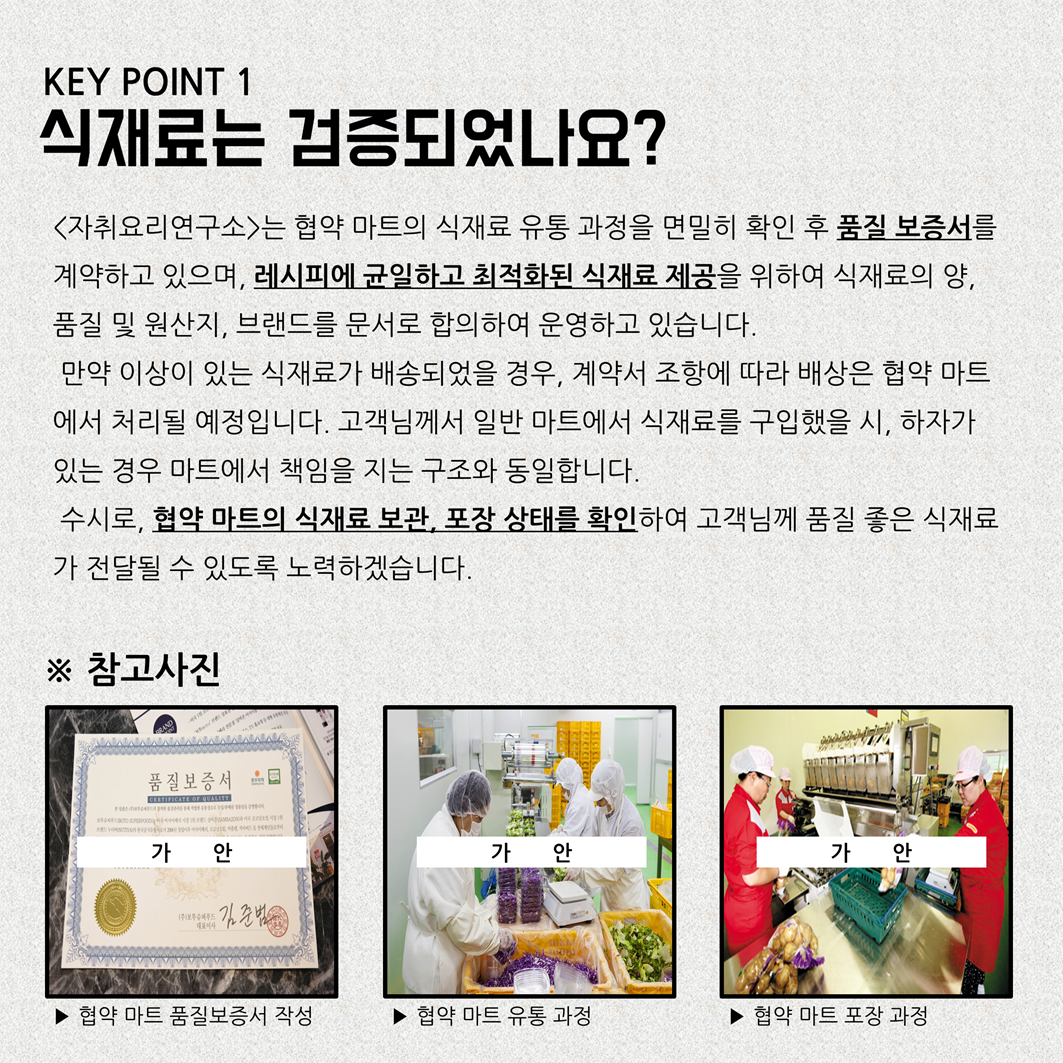 KEY POINT 1
식재료는 검증되었나요?
<자취요리연구소>는 협약 마트의 식재료 유통 과정을 면밀히 확인 후 품질 보증서를
계약하고 있으며, 레시피에 균일하고 최적화된 식재료 제공을 위하여 식재료의 양,
품질 및 원산지, 브랜드를 문서로 합의하여 운영하고 있습니다.
만약 이상이 있는 식재료가 배송되었을 경우, 계약서 조항에 따라 배상은 협약 마트
에서 처리될 예정입니다. 고객님께서 일반 마트에서 식재료를 구입했을 시, 하자가
있는 경우 마트에서 책임을 지는 구조와 동일합니다.
수시로, 협약 마트의 식재료 보관, 포장 상태를 확인하여 고객님께 품질 좋은 식재료
가 전달될 수 있도록 노력하겠습니다.
※ 참고사진
BRAND
품질보증서
CERTIFICATE OF QUALITY
가 안
대표이사 김준범
가 안
가 안
▶ 협약 마트 품질보증서 작성
▶ 협약 마트 유통 과정
▶ 협약 마트 포장 과정